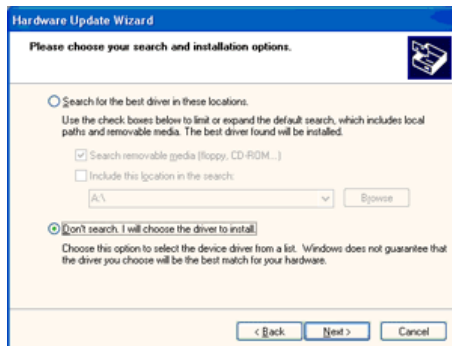 Hardware Update Wizard
Please choose your search and installation options.
Search for the best driver in these locations.
Use the check boxes below to limit or expand the default search, which includes local
paths and removable media. The best driver found will be installed.
Search removable media (floppy, CD-ROM...)
Include this location in the search:
A:\
Browse
Don't search. I will choose the driver to install.
Choose this option to select the device driver from a list. Windows does not guarantee that
the driver you choose will be the best match for your hardware.
< Back Next > Cancel